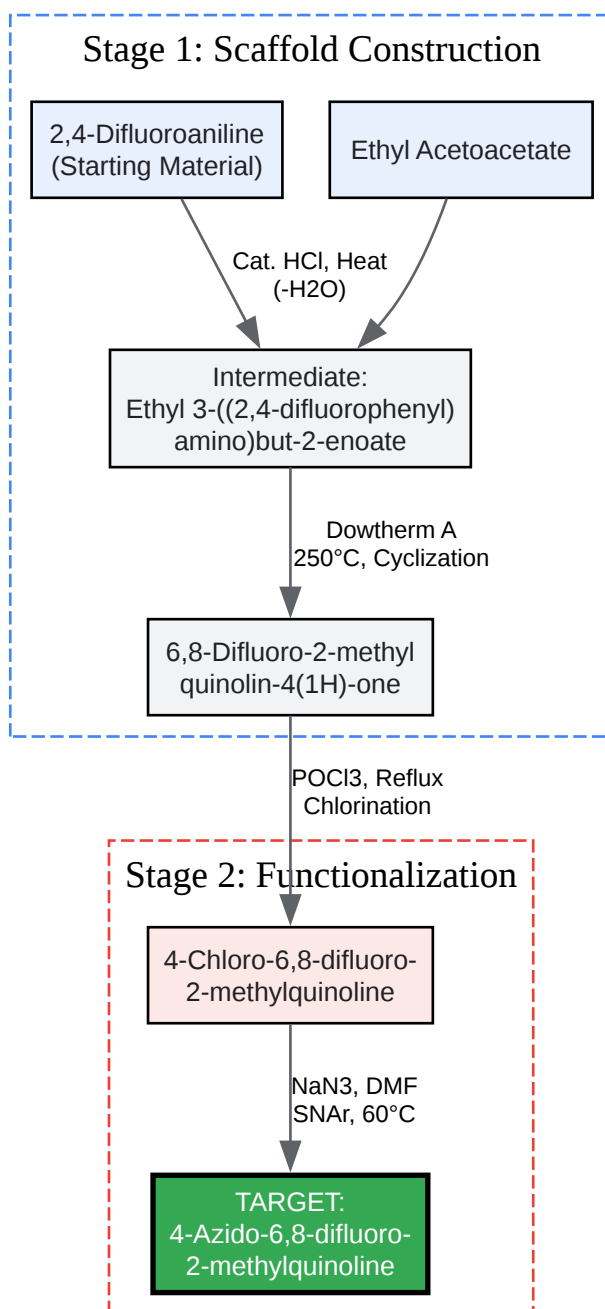 Stage 1: Scaffold Construction
2,4-Difluoroaniline
(Starting Material)
Ethyl Acetoacetate
Cat. HCl, Heat
(-H2O)
Intermediate:
Ethyl 3-((2,4-difluorophenyl)
amino)but-2-enoate
Dowtherm A
250°C, Cyclization
6,8-Difluoro-2-methyl
quinolin-4(1H)-one
POCl3, Reflux
Chlorination
Stage 2: Functionalization
4-Chloro-6,8-difluoro-
2-methylquinoline
NaN3, DMF
SNAr, 60°C
TARGET:
4-Azido-6,8-difluoro-
2-methylquinoline